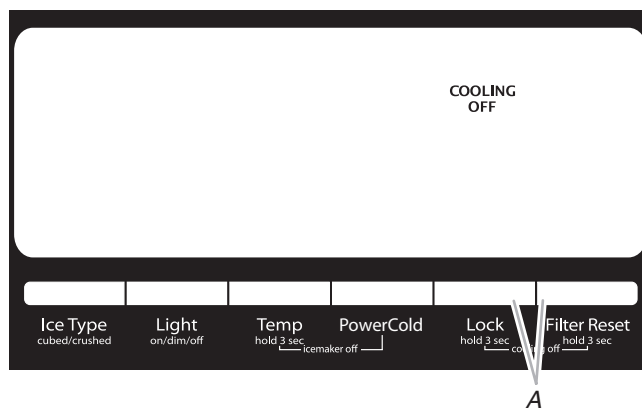 COOLING
OFF
Ice Type Light Temp PowerCold Lock Filter Reset
cubed/crushed on/dim/off hold 3 sec hold 3 sec hold 3 sec
icemaker off cooling off
A